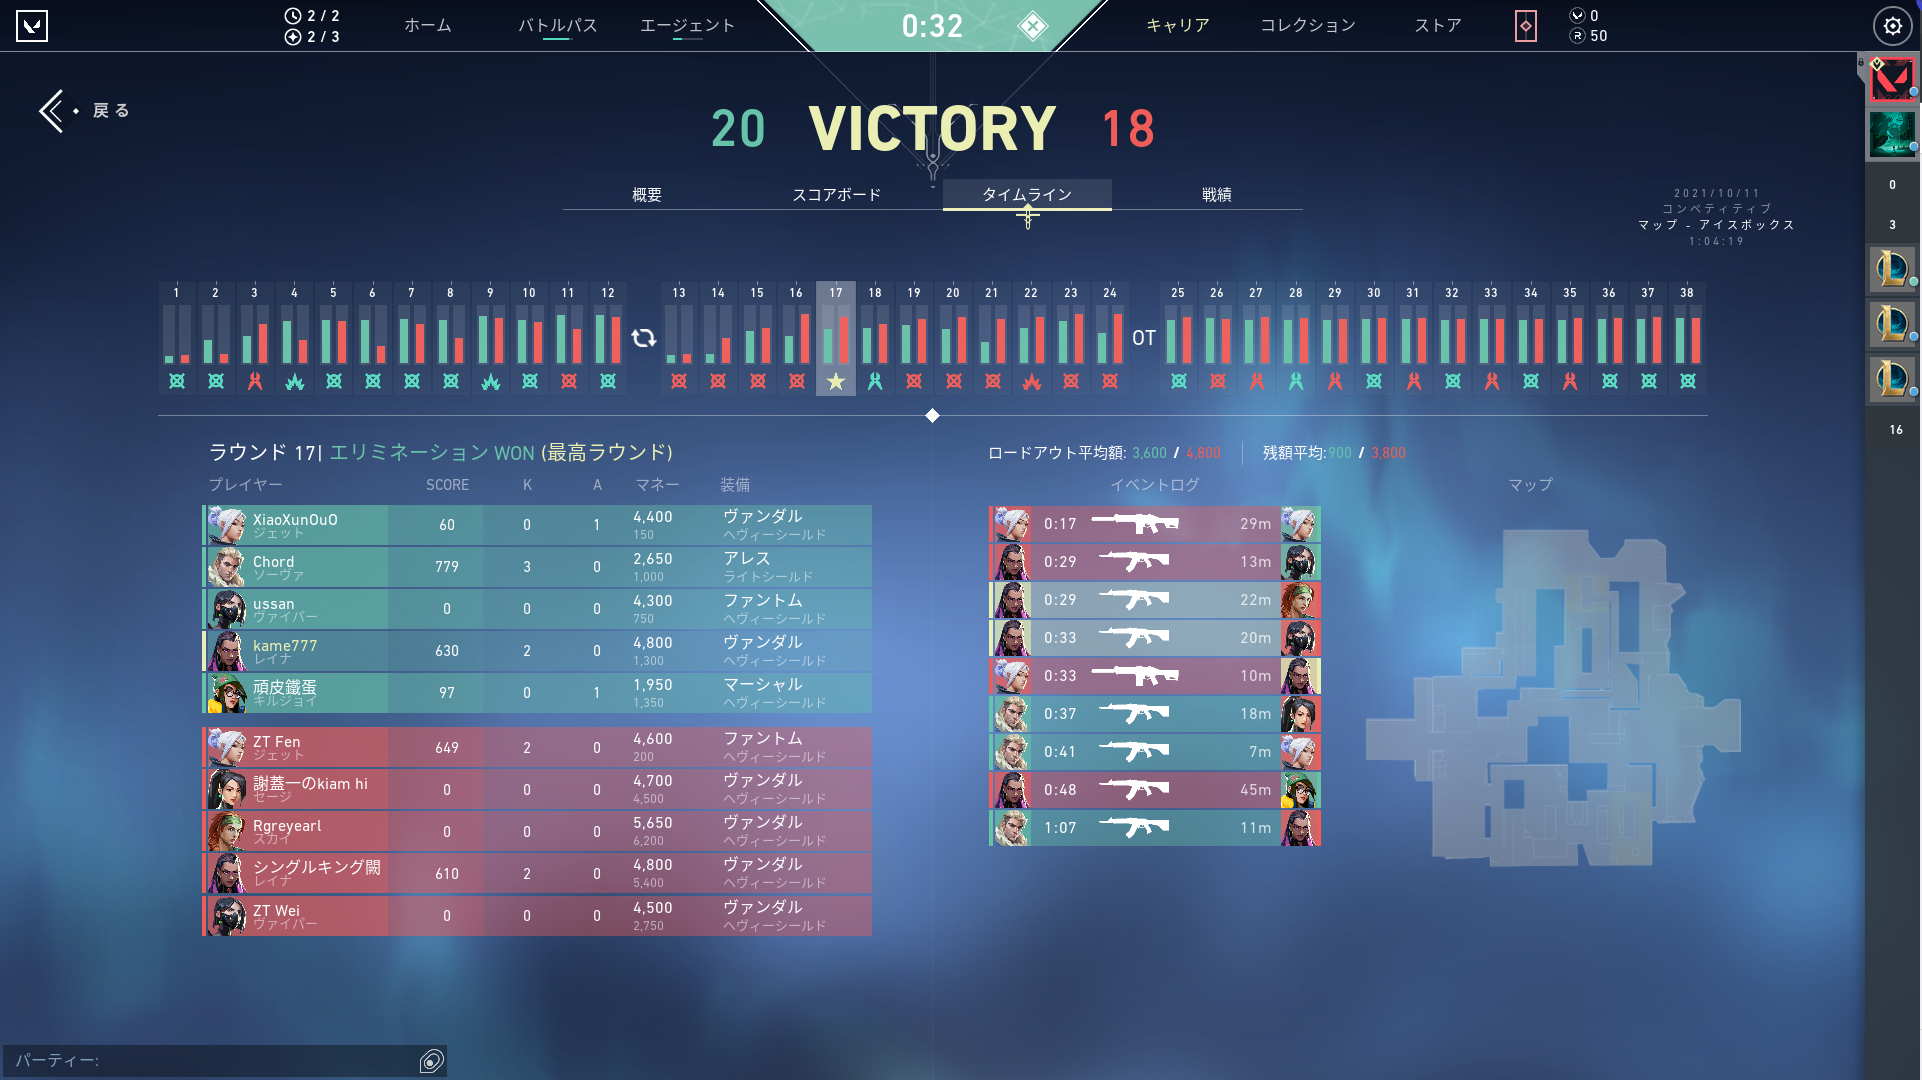 2 / 2
2 / 3
ホーム
バトルパス
エージェント
0:32
キャリア
コレクション
ストア
0
50
戻る
20 VICTORY 18
概要
スコアボード
タイムライン
戦績
2021/10/11
コンペティティブ
マップ - アイスボックス
1:04:19
0
3
16
1 2 3 4 5 6 7 8 9 10 11 12 13 14 15 16 17 18 19 20 21 22 23 24 25 26 27 28 29 30 31 32 33 34 35 36 37 38
OT
ラウンド 17| エリミネーション WON (最高ラウンド)
プレイヤー SCORE K A マネー 装備
XiaoXunOuO 60 0 1 4,400 ヴァンダル
ジェット 150 ヘヴィーシールド
Chord 779 3 0 2,650 アレス
ソーヴァ 1,000 ライトシールド
ussan 0 0 0 4,300 ファントム
ヴァイパー 750 ヘヴィーシールド
kame777 630 2 0 4,800 ヴァンダル
レイナ 1,300 ヘヴィーシールド
頑皮鐵蛋 97 0 1 1,950 マーシャル
キルジョイ 1,350 ヘヴィーシールド
ZT Fen 649 2 0 4,600 ファントム
ジェット 200 ヘヴィーシールド
謝蓋一のkiam hi 0 0 0 4,700 ヴァンダル
セージ 4,500 ヘヴィーシールド
Rgreyearl 0 0 0 5,650 ヴァンダル
スカイ 6,200 ヘヴィーシールド
シングルキング闕 610 2 0 4,800 ヴァンダル
レイナ 5,400 ヘヴィーシールド
ZT Wei 0 0 0 4,500 ヴァンダル
ヴァイパー 2,750 ヘヴィーシールド
ロードアウト平均額: 3,600 / 4,800
残額平均:900 / 3,800
イベントログ
マップ
0:17 29m
0:29 13m
0:29 22m
0:33 20m
0:33 10m
0:37 18m
0:41 7m
0:48 45m
1:07 11m
パーティー: